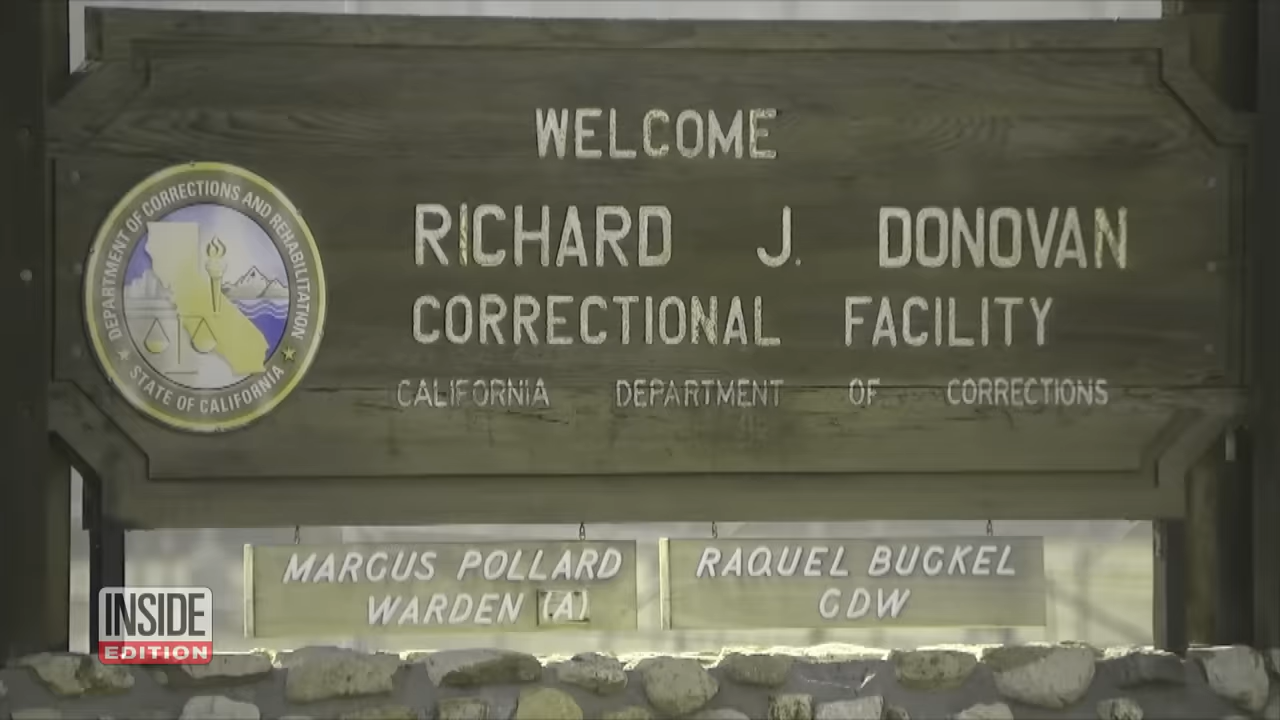 WELCOME
RICHARD J. DONOVAN
CORRECTIONAL FACILITY
CALIFORNIA DEPARTMENT OF CORRECTIONS
DEPARTMENT OF CORRECTIONS AND REHABILITATION
STATE OF CALIFORNIA
MARCUS POLLARD
WARDEN (A)
RAQUEL BUCKEL
CDW
INSIDE
EDITION